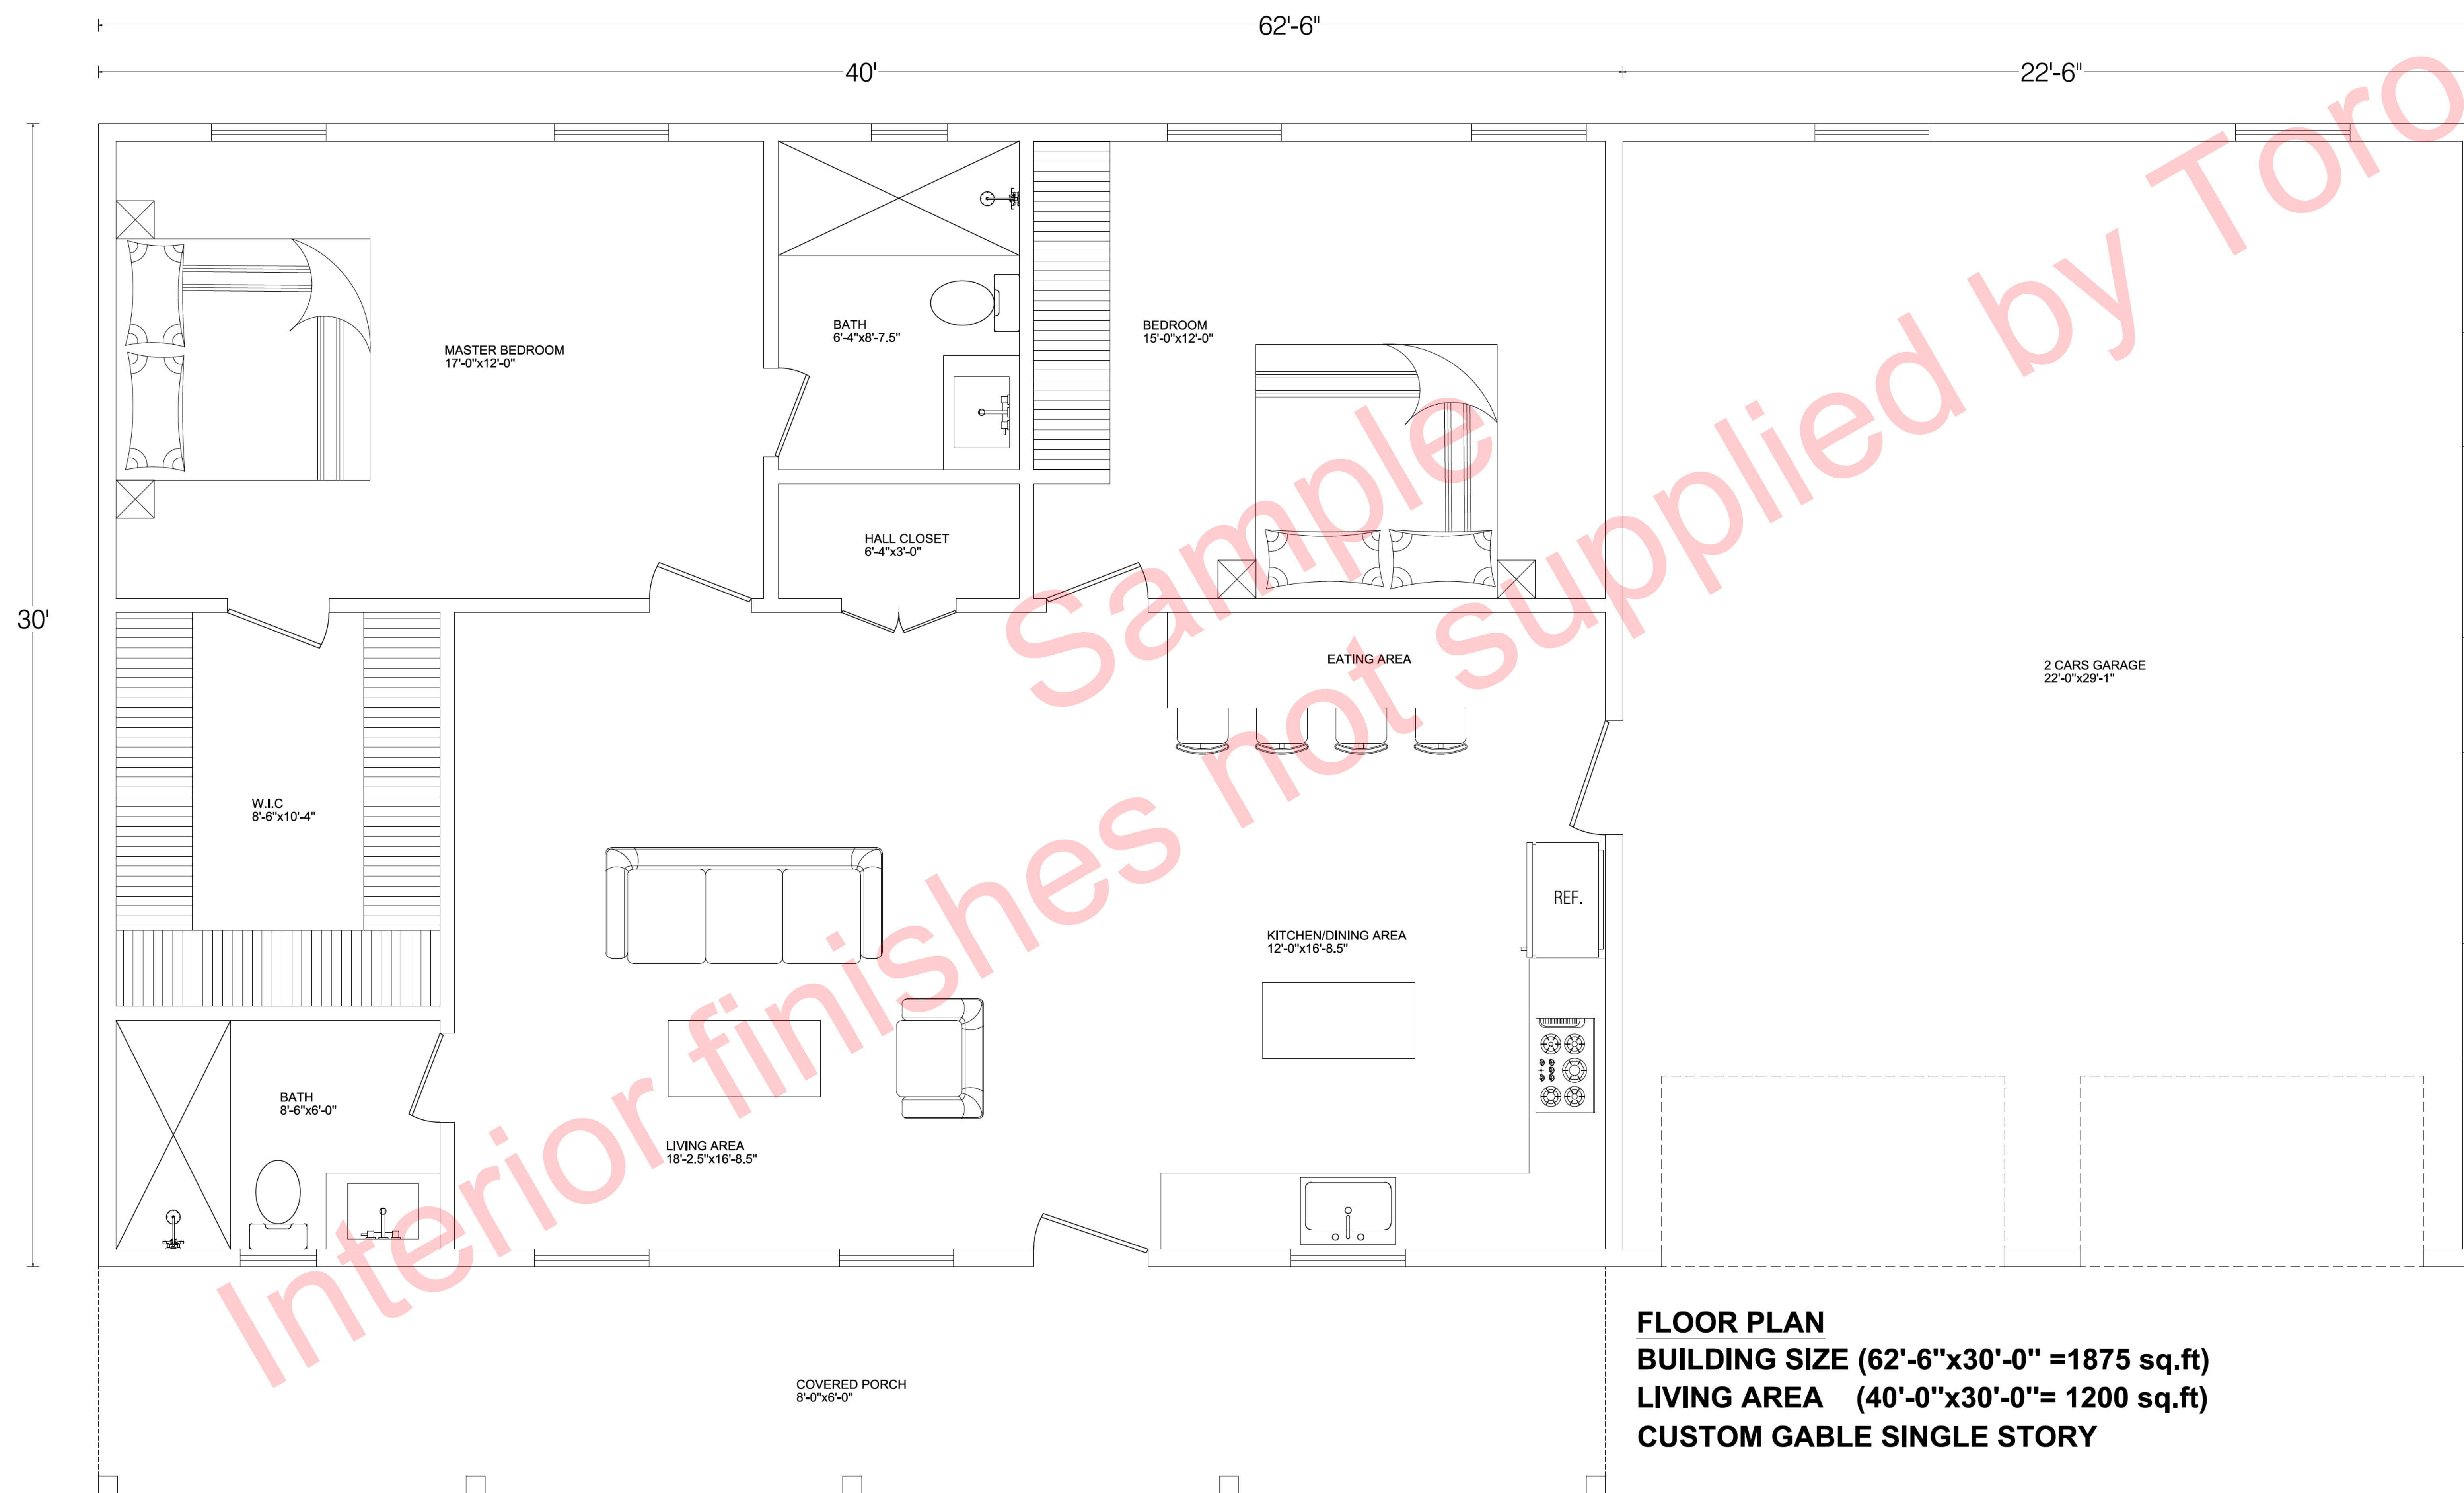 62'-6"
40'
22'-6"
30'
MASTER BEDROOM
17'-0"x12'-0"
BATH
6'-4"x8'-7.5"
BEDROOM
15'-0"x12'-0"
HALL CLOSET
6'-4"x3'-0"
EATING AREA
2 CARS GARAGE
22'-0"x29'-1"
W.I.C
8'-6"x10'-4"
REF.
KITCHEN/DINING AREA
12'-0"x16'-8.5"
BATH
8'-6"x6'-0"
LIVING AREA
18'-2.5"x16'-8.5"
COVERED PORCH
8'-0"x6'-0"
Sample
Interior finishes not supplied by Toro
FLOOR PLAN
BUILDING SIZE (62'-6"x30'-0" =1875 sq.ft)
LIVING AREA (40'-0"x30'-0"= 1200 sq.ft)
CUSTOM GABLE SINGLE STORY